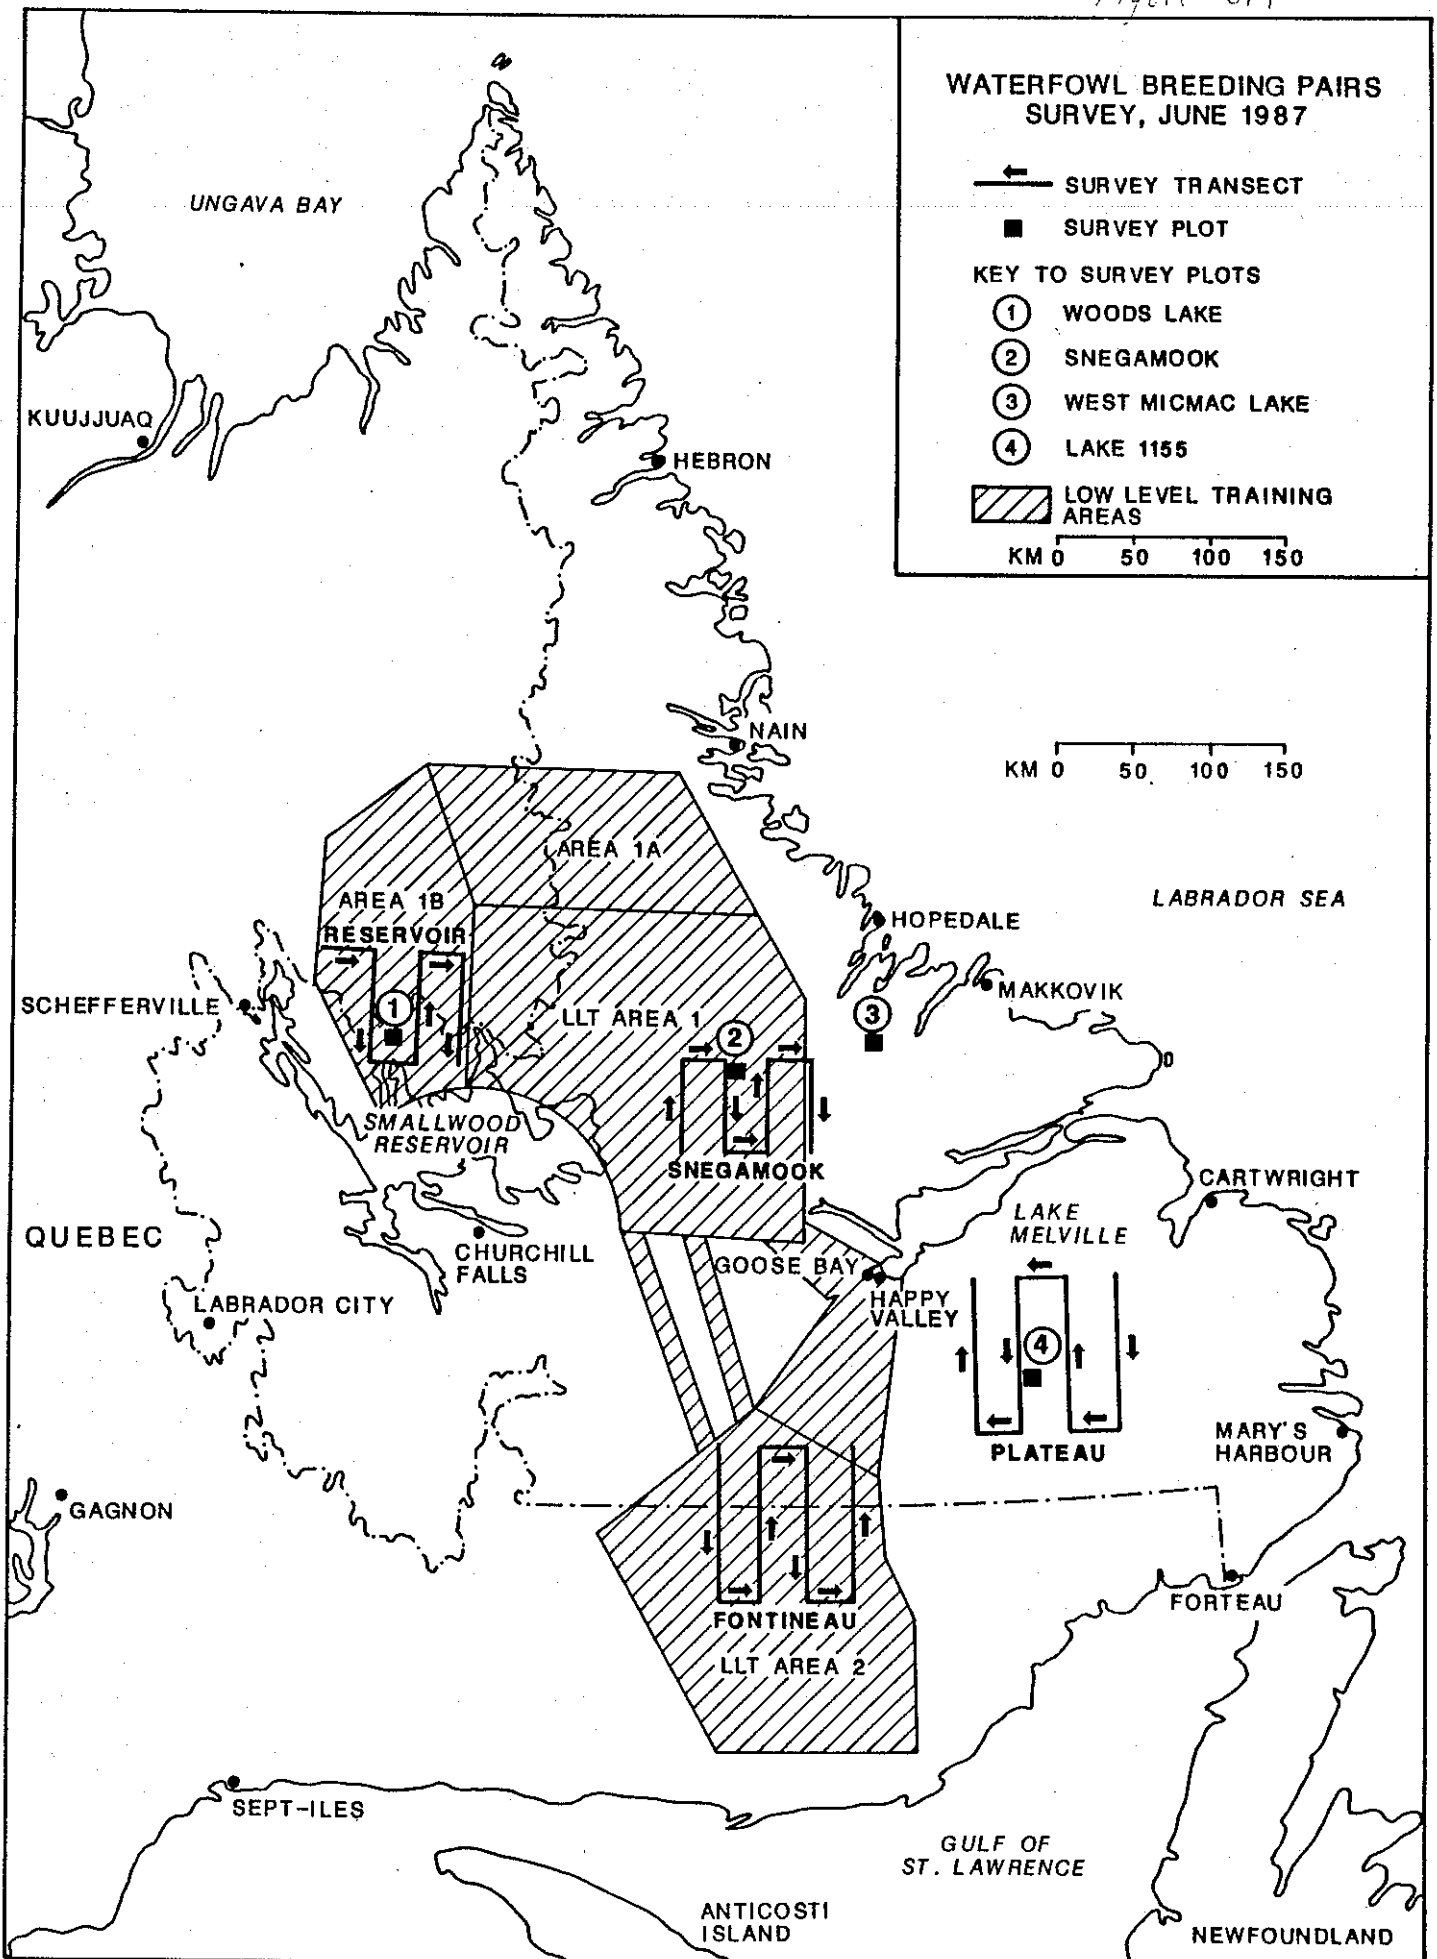 WATERFOWL BREEDING PAIRS
SURVEY, JUNE 1987
SURVEY TRANSECT
SURVEY PLOT
KEY TO SURVEY PLOTS
1 WOODS LAKE
2 SNEGAMOOK
3 WEST MICMAC LAKE
4 LAKE 1155
LOW LEVEL TRAINING
AREAS
KM 0 50 100 150
UNGAVA BAY
KUUJJUAQ
HEBRON
NAIN
KM 0 50 100 150
AREA 1A
AREA 1B
RESERVOIR
LABRADOR SEA
HOPEDALE
SCHEFFERVILLE
MAKKOVIK
1
LLT AREA 1
2
3
SMALLWOOD
RESERVOIR
SNEGAMOOK
CARTWRIGHT
LAKE
MELVILLE
QUEBEC
CHURCHILL
FALLS
GOOSE BAY
HAPPY
VALLEY
LABRADOR CITY
4
MARY'S
HARBOUR
PLATEAU
GAGNON
FORTEAU
FONTINEAU
LLT AREA 2
SEPT-ILES
GULF OF
ST. LAWRENCE
ANTICOSTI
ISLAND
NEWFOUNDLAND